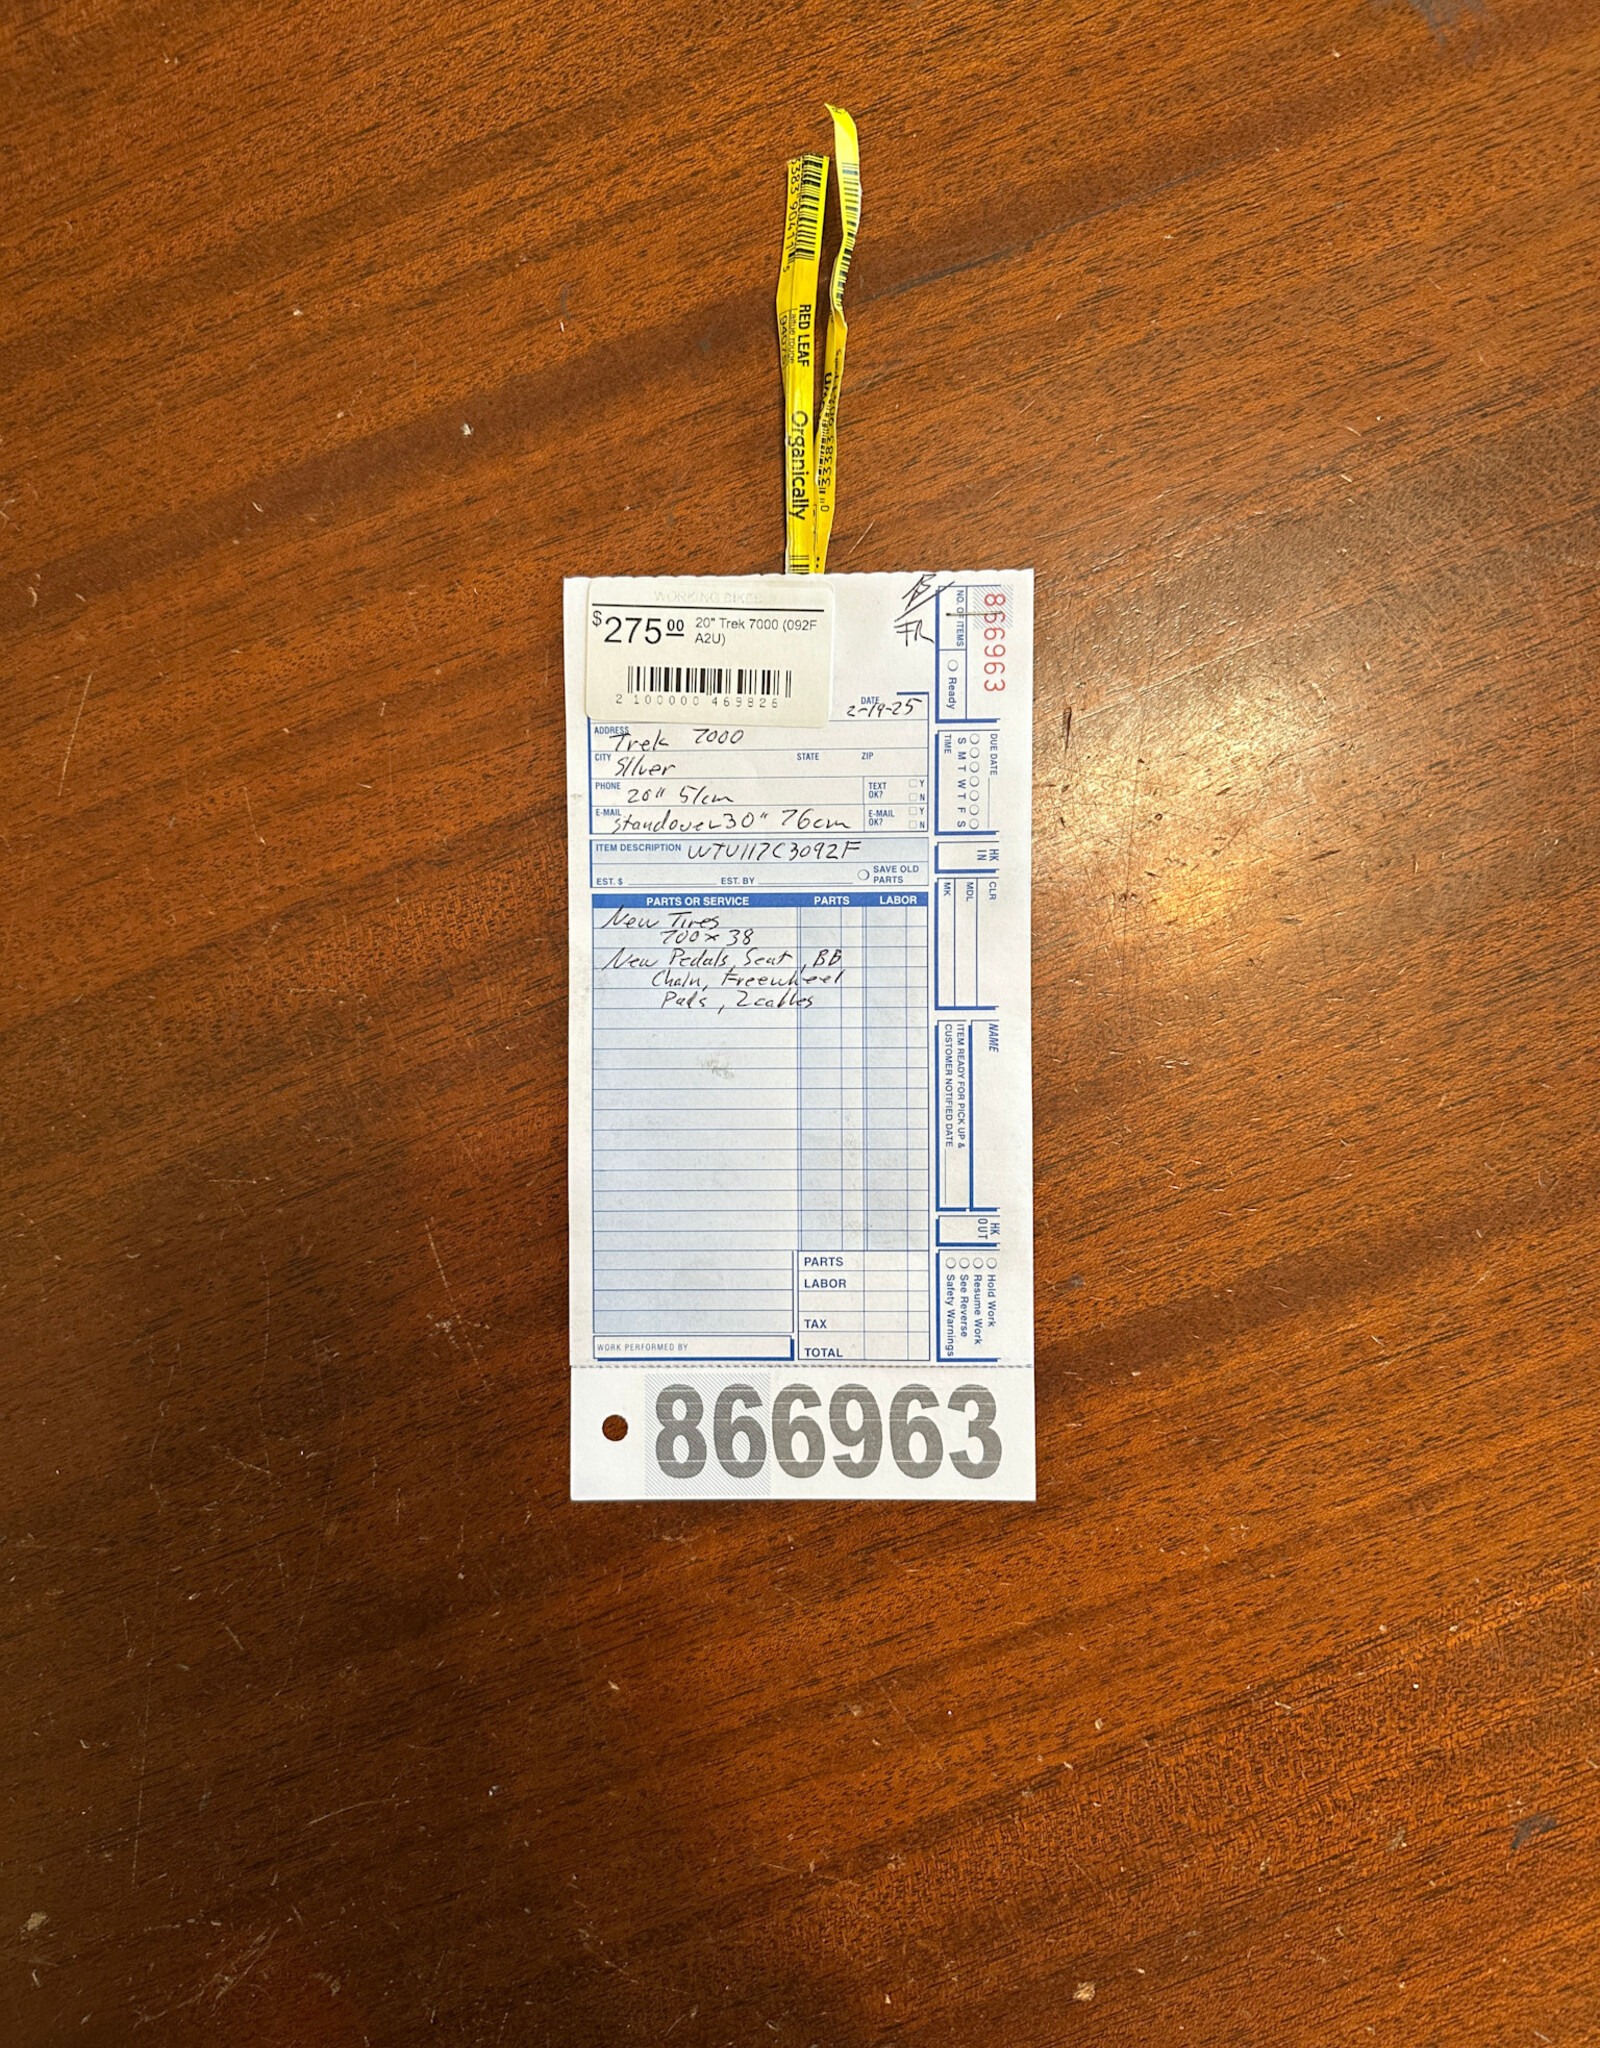 RED LEAF
Laitue rouge
Organically
WORKING BIKES
$275.00 20" Trek 7000 (092F
A2U)
2 100000 469826
B
FR
DATE
2-19-25
ADDRESS Trek 7000
CITY Silver STATE ZIP
PHONE 20" 51cm TEXT OK? Y N
E-MAIL standover 30" 76cm E-MAIL OK? Y N
ITEM DESCRIPTION WTU117C3092F
EST. $ EST. BY SAVE OLD PARTS
PARTS OR SERVICE PARTS LABOR
New Tires
700x38
New Pedals, Seat, BB
Chain, Freewheel
Pads, 2 cables
PARTS
LABOR
TAX
WORK PERFORMED BY TOTAL
866963
NO. OF ITEMS
Ready
866963
DUE DATE
S M T W T F S
TIME
HK IN
CLR
MDL
MK
NAME
ITEM READY FOR PICK UP &
CUSTOMER NOTIFIED DATE
HK OUT
Hold Work
Resume Work
See Reverse
Safety Warnings